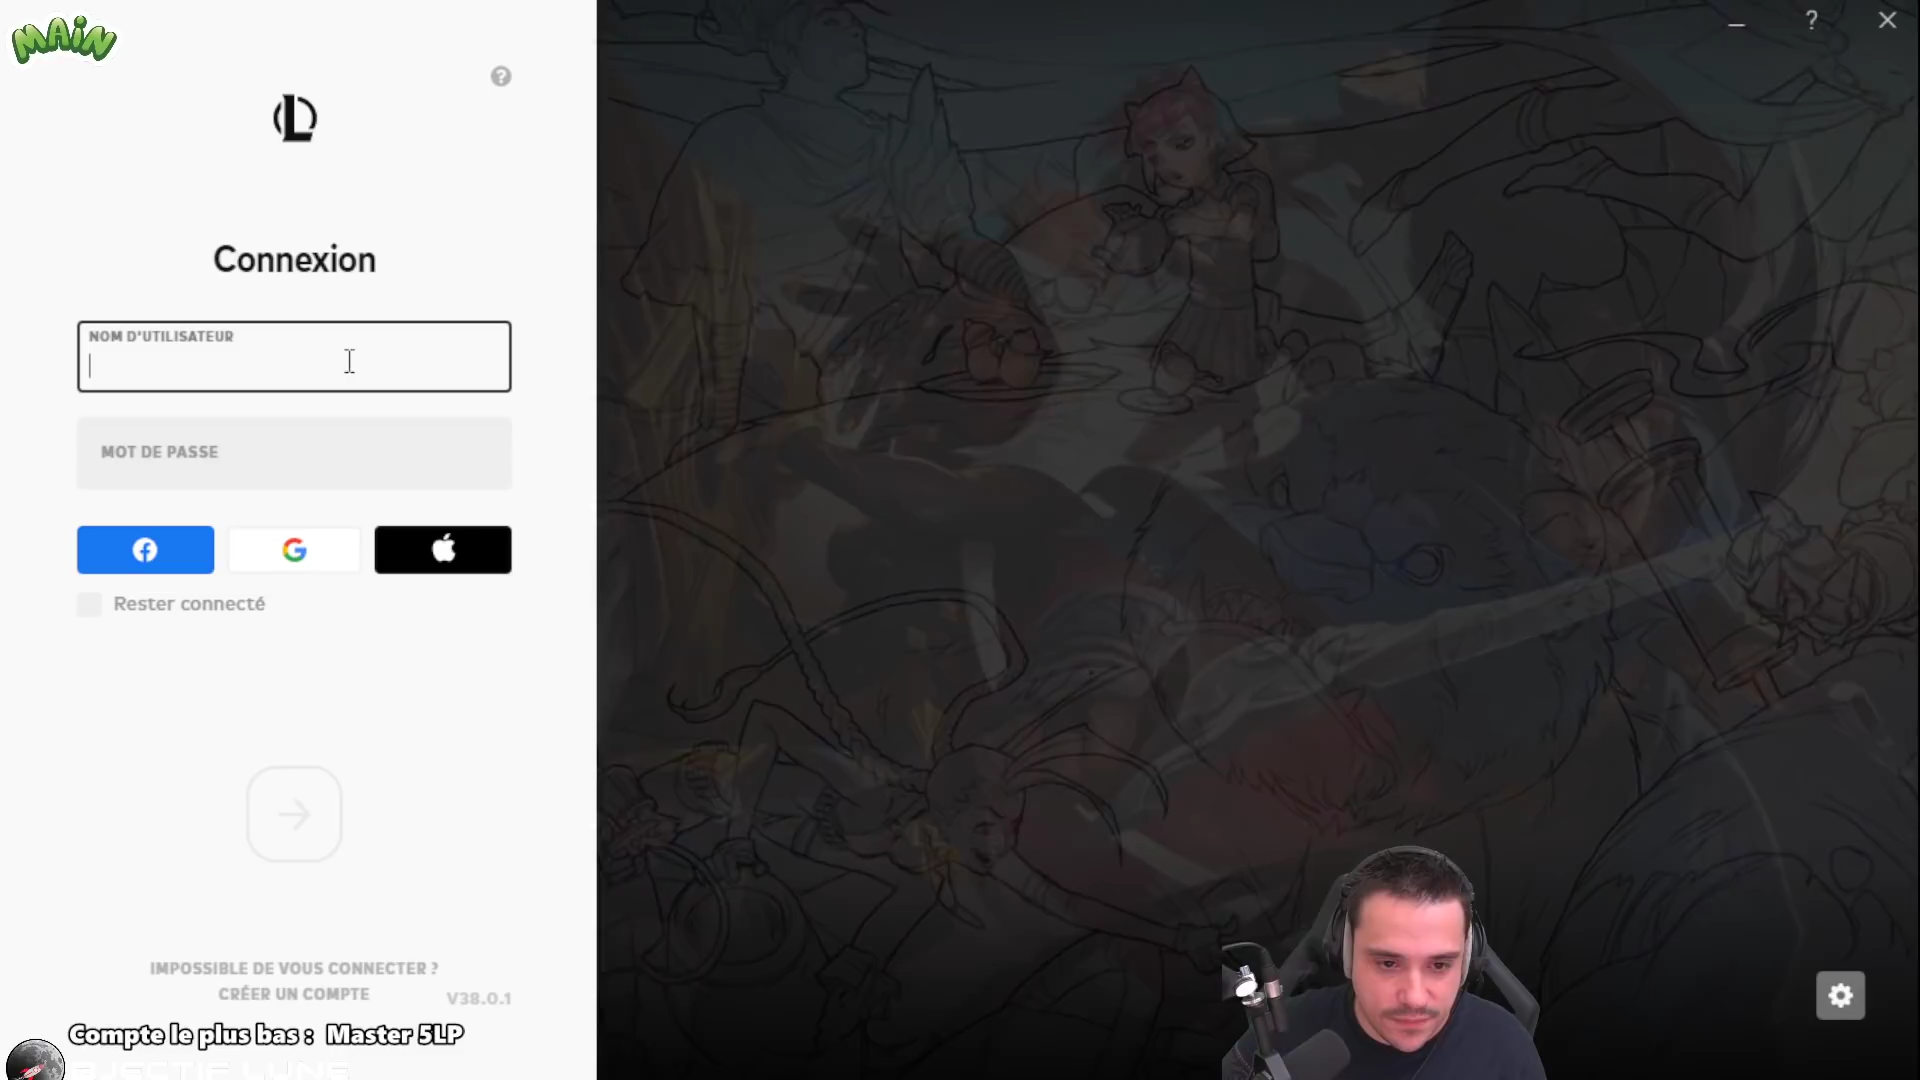 MAiN
Connexion
NOM D'UTILISATEUR
MOT DE PASSE
Rester connecté
IMPOSSIBLE DE VOUS CONNECTER ?
CRÉER UN COMPTE
V38.0.1
Compte le plus bas : Master 5LP